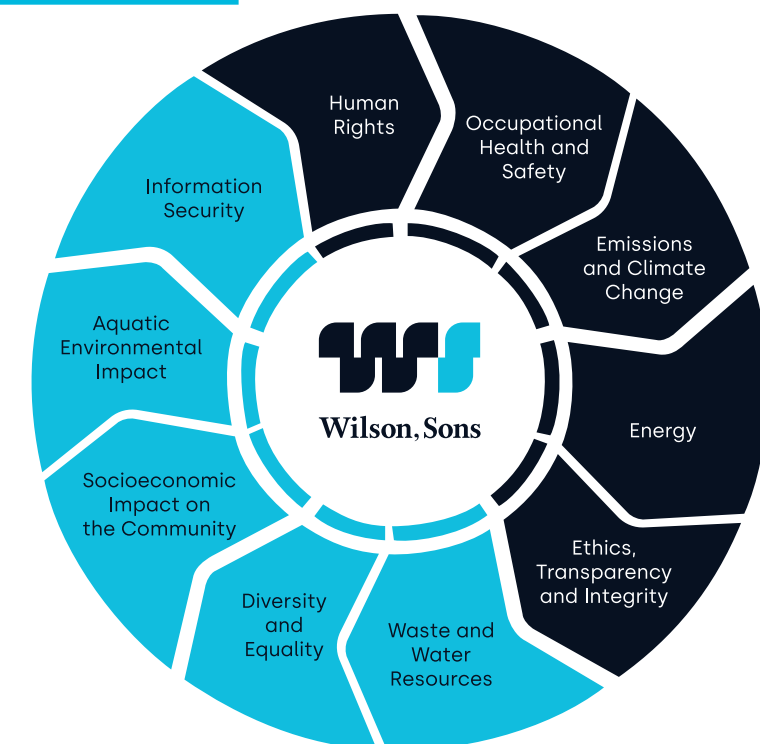 Human
Rights
Occupational
Health and
Safety
Emissions
and Climate
Change
Energy
Ethics,
Transparency
and Integrity
Waste and
Water
Resources
Diversity
and
Equality
Socioeconomic
Impact on
the Community
Aquatic
Environmental
Impact
Information
Security
WS
Wilson, Sons